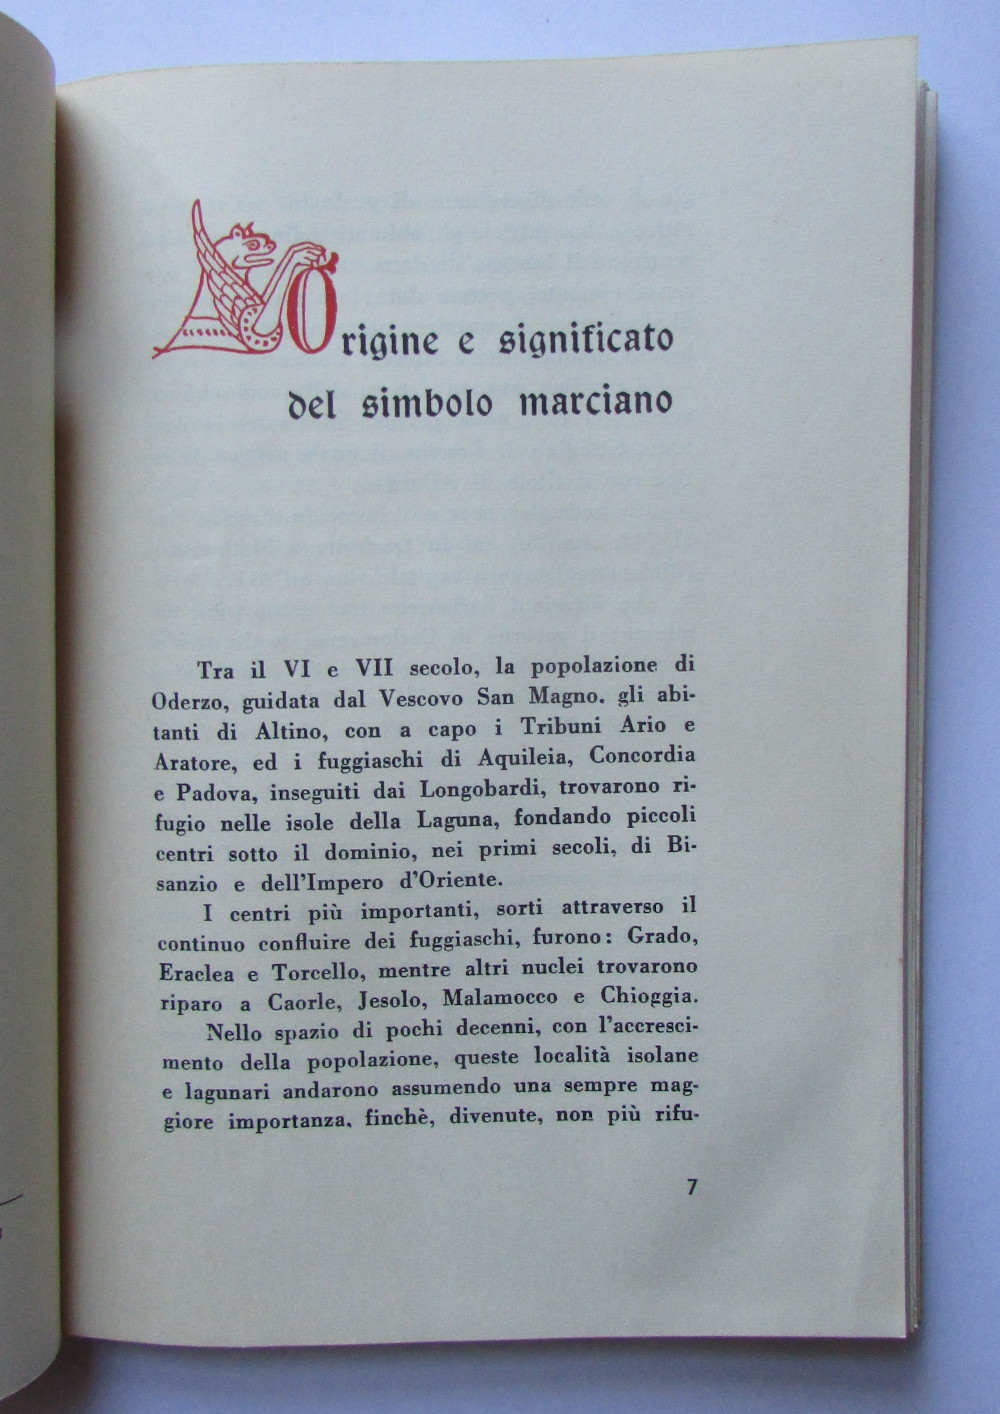 Origine e significato
del simbolo marciano
Tra il VI e VII secolo, la popolazione di
Oderzo, guidata dal Vescovo San Magno. gli abi-
tanti di Altino, con a capo i Tribuni Ario e
Aratore, ed i fuggiaschi di Aquileia, Concordia
e Padova, inseguiti dai Longobardi, trovarono ri-
fugio nelle isole della Laguna, fondando piccoli
centri sotto il dominio, nei primi secoli, di Bi-
sanzio e dell'Impero d'Oriente.
I centri più importanti, sorti attraverso il
continuo confluire dei fuggiaschi, furono: Grado,
Eraclea e Torcello, mentre altri nuclei trovarono
riparo a Caorle, Jesolo, Malamocco e Chioggia.
Nello spazio di pochi decenni, con l'accresci-
mento della popolazione, queste località isolane
e lagunari andarono assumendo una sempre mag-
giore importanza. finchè, divenute, non più rifu-
7